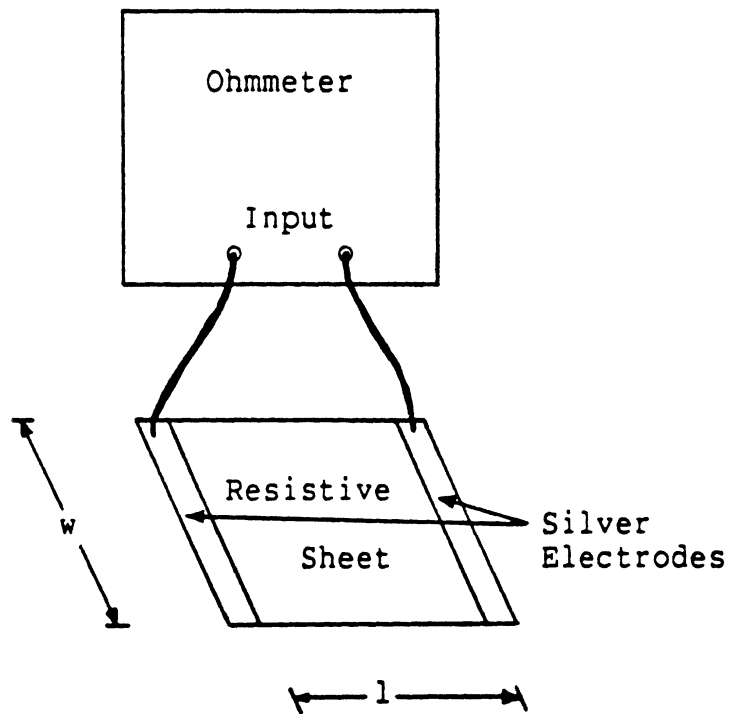 Ohmmeter
Input
Resistive
Sheet
w
Silver
Electrodes
l